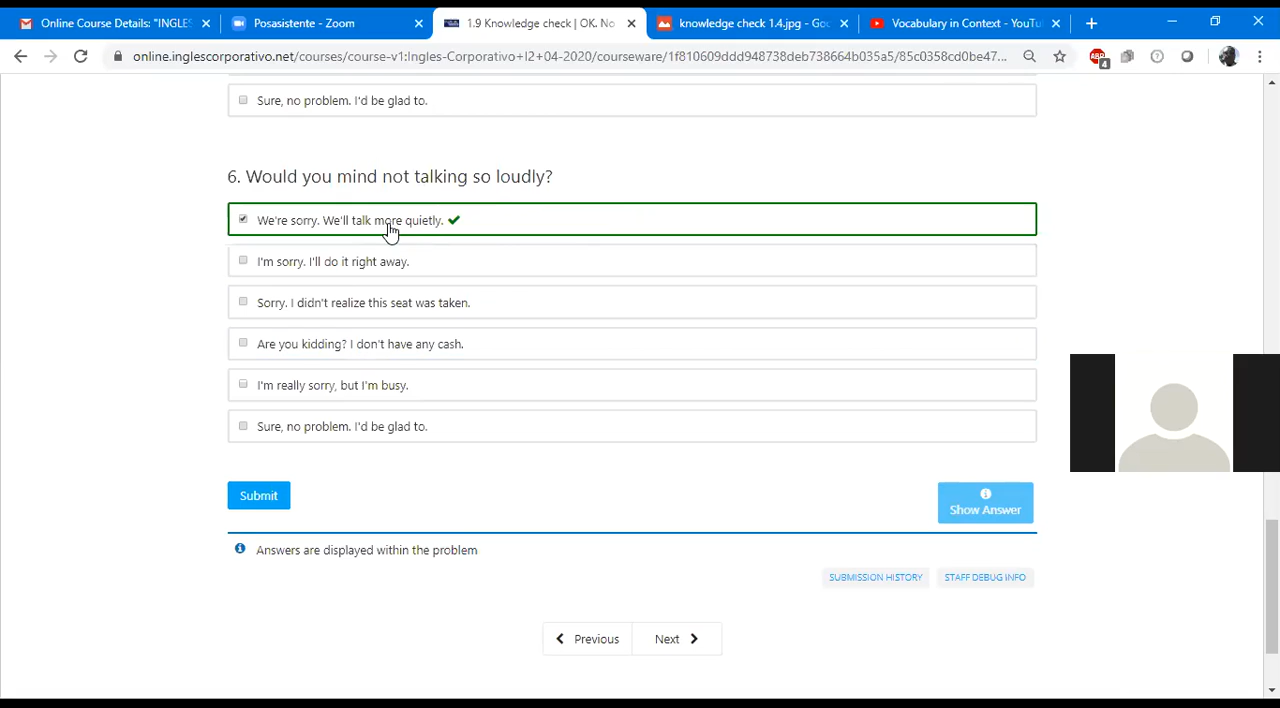 Online Course Details: "INGLES
Posasistente - Zoom
1.9 Knowledge check | OK. No
knowledge check 1.4.jpg - Goo
Vocabulary in Context - YouTu
online.inglescorporativo.net/courses/course-v1:Ingles-Corporativo+I2+04-2020/courseware/1f810609ddd948738deb738664b035a5/85c0358cd0be47...
4
Sure, no problem. I'd be glad to.
6. Would you mind not talking so loudly?
We're sorry. We'll talk more quietly.
I'm sorry. I'll do it right away.
Sorry. I didn't realize this seat was taken.
Are you kidding? I don't have any cash.
I'm really sorry, but I'm busy.
Sure, no problem. I'd be glad to.
Submit
Show Answer
Answers are displayed within the problem
SUBMISSION HISTORY
STAFF DEBUG INFO
Previous
Next